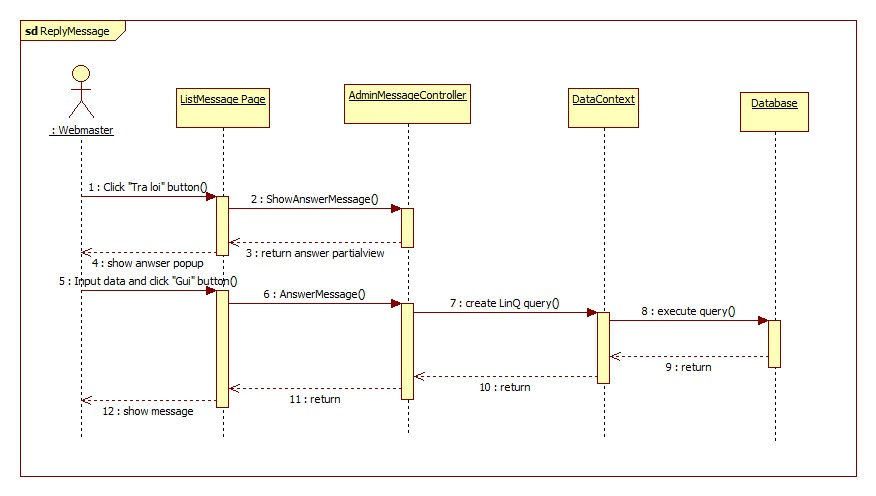 sd ReplyMessage
: Webmaster
ListMessage Page
AdminMessageController
DataContext
Database
1 : Click "Tra loi" button()
2 : ShowAnswerMessage()
3 : return answer partialview
4 : show anwser popup
5 : Input data and click "Gui" button()
6 : AnswerMessage()
7 : create LinQ query()
8 : execute query()
9 : return
10 : return
11 : return
12 : show message